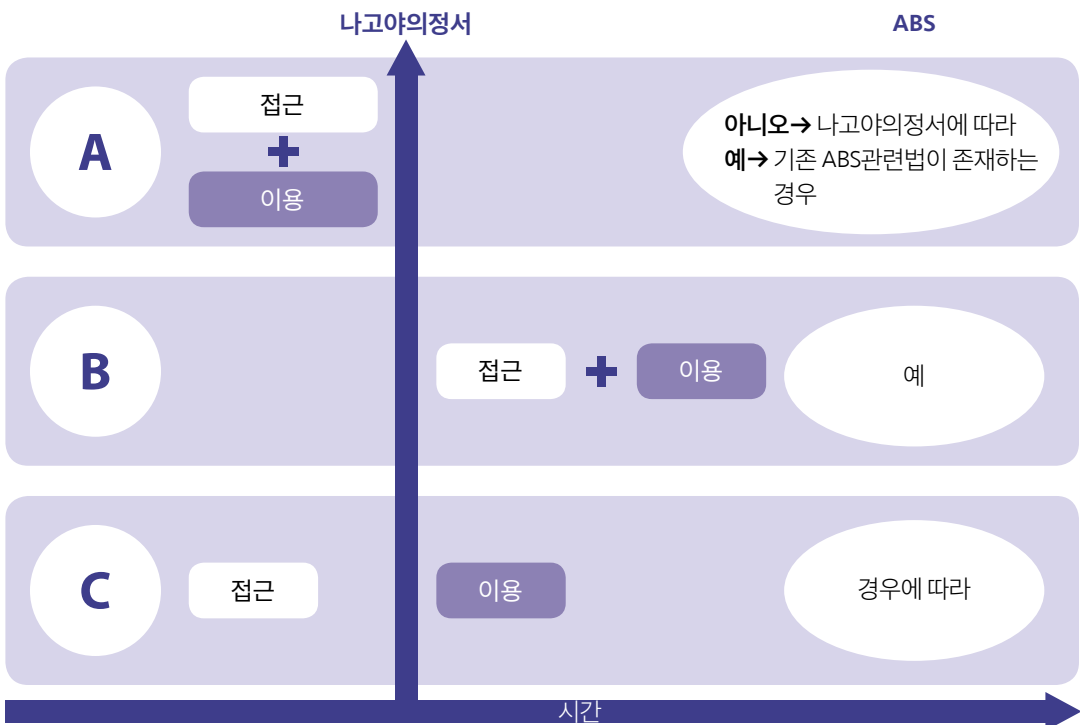 나고야의정서
ABS
A
접근
이용
아니오→ 나고야의정서에 따라
예→ 기존 ABS관련법이 존재하는
경우
B
접근
이용
예
C
접근
이용
경우에 따라
시간